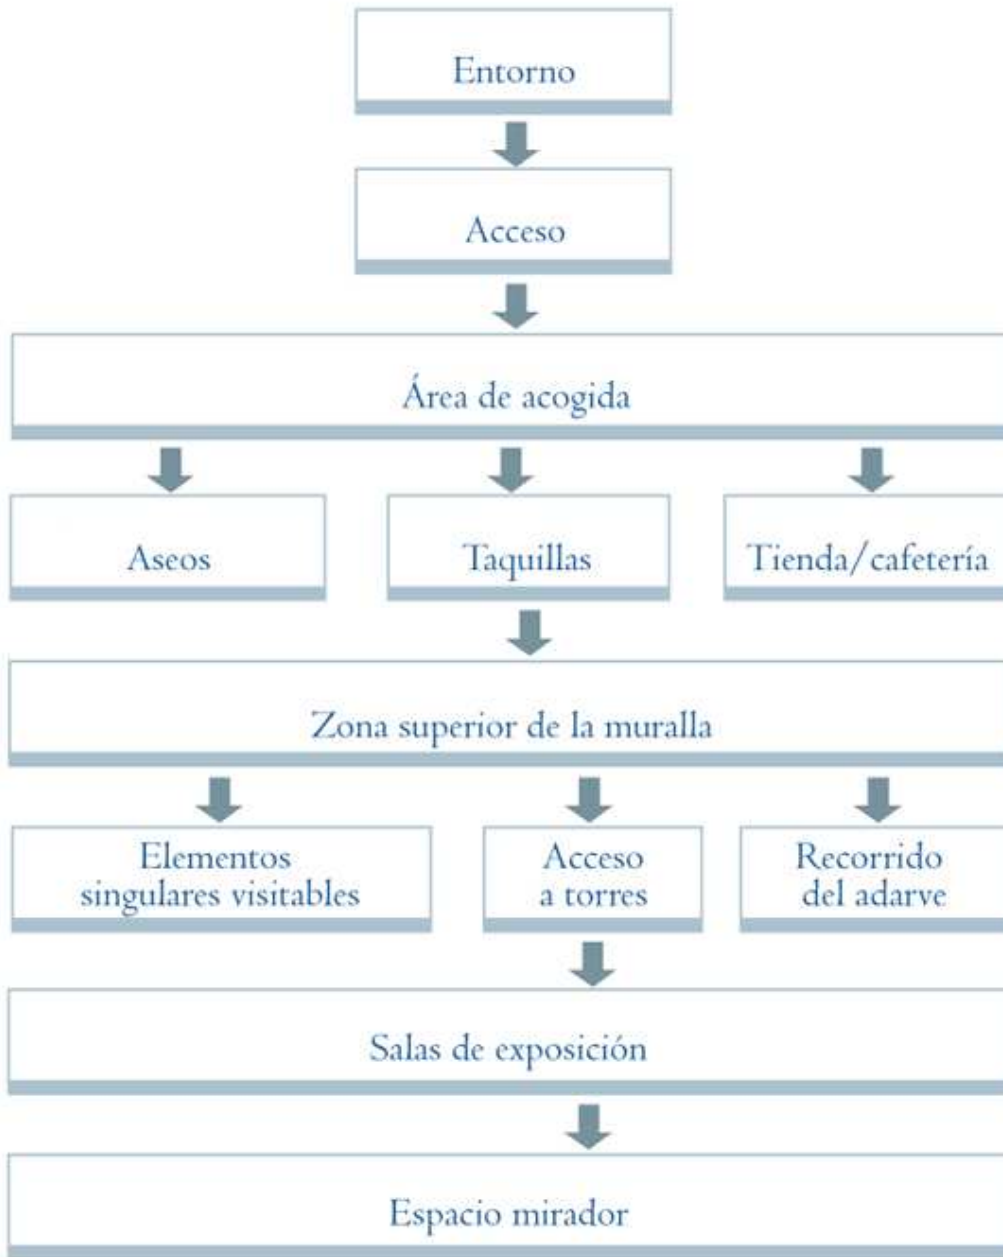 Entorno
Acceso
Área de acogida
Aseos
Taquillas
Tienda/cafetería
Zona superior de la muralla
Elementos
singulares visitables
Acceso
a torres
Recorrido
del adarve
Salas de exposición
Espacio mirador